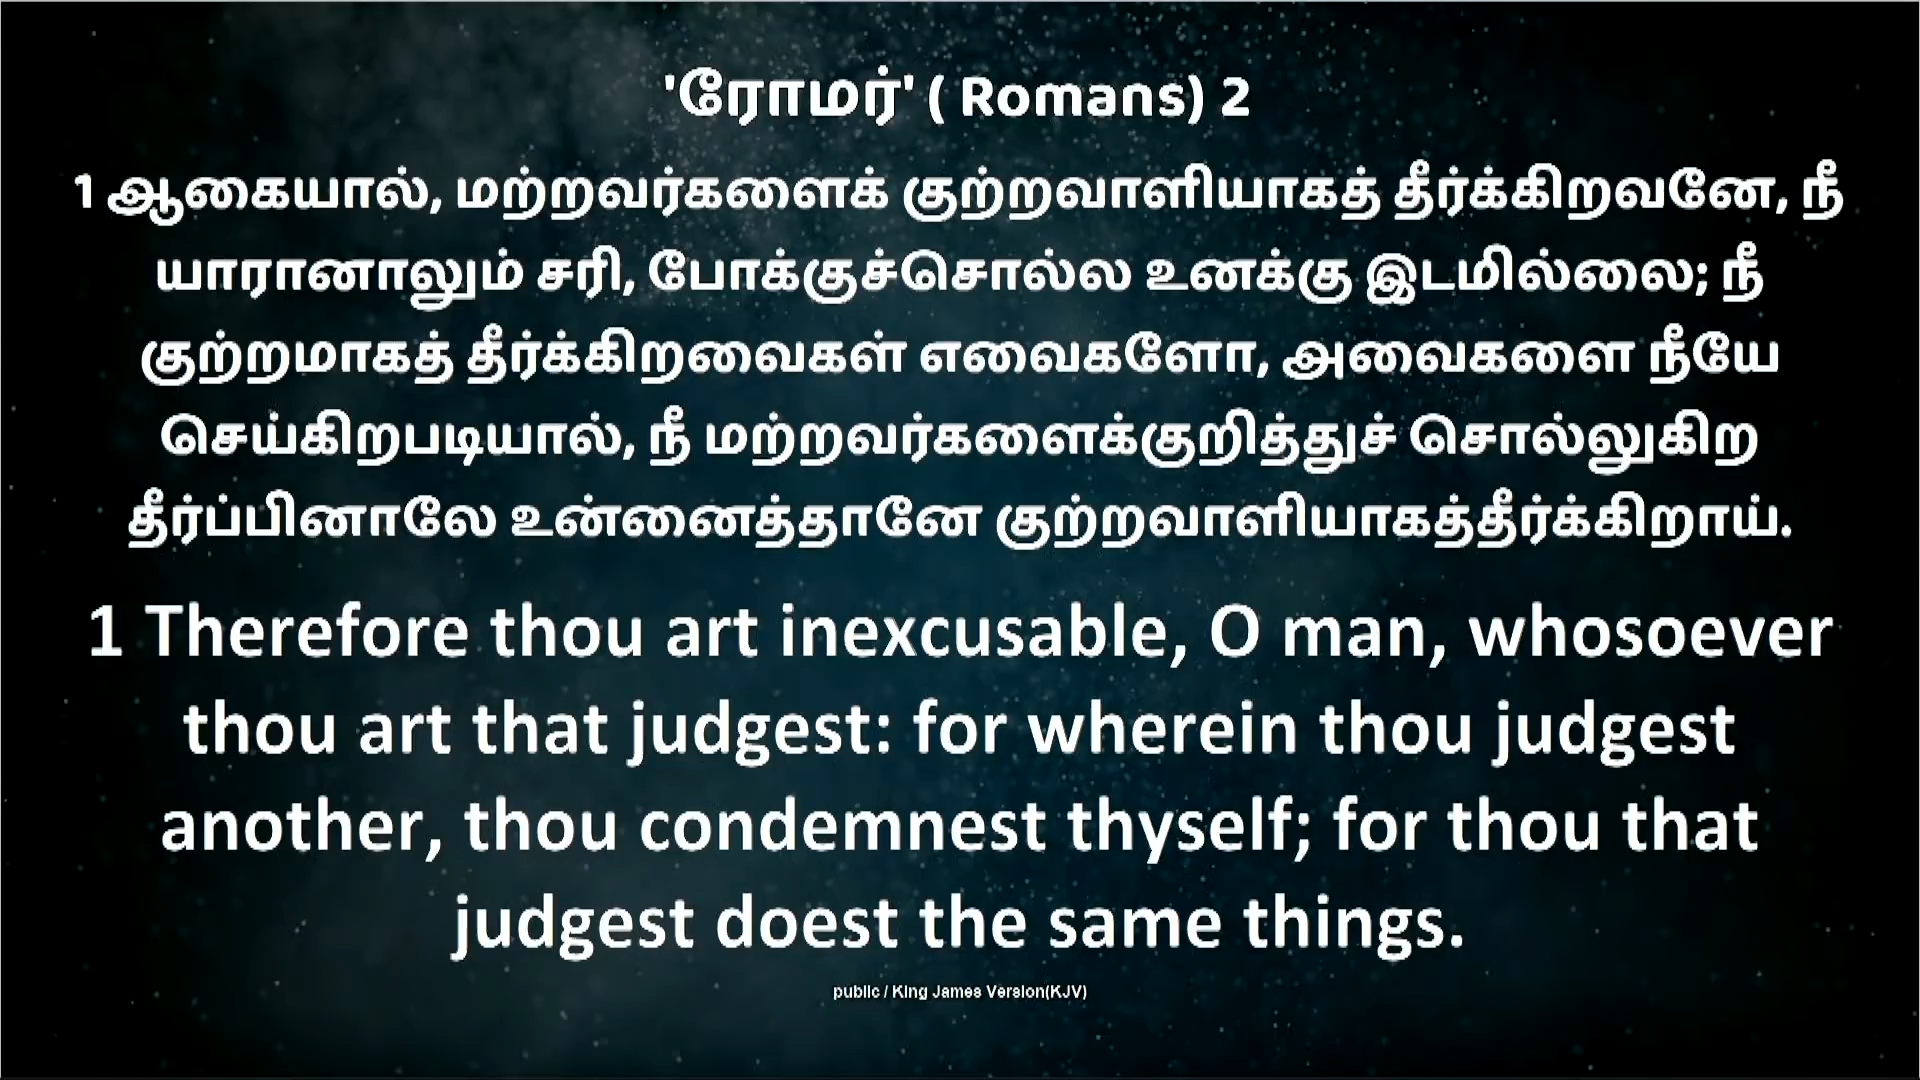 'ரோமர்' ( Romans) 2
1 ஆகையால், மற்றவர்களைக் குற்றவாளியாகத் தீர்க்கிறவனே, நீ
யாரானாலும் சரி, போக்குச்சொல்ல உனக்கு இடமில்லை; நீ
குற்றமாகத் தீர்க்கிறவைகள் எவைகளோ, அவைகளை நீயே
செய்கிறபடியால், நீ மற்றவர்களைக்குறித்துச் சொல்லுகிற
தீர்ப்பினாலே உன்னைத்தானே குற்றவாளியாகத்தீர்க்கிறாய்.
1 Therefore thou art inexcusable, O man, whosoever
thou art that judgest: for wherein thou judgest
another, thou condemnest thyself; for thou that
judgest doest the same things.
public / King James Version(KJV)